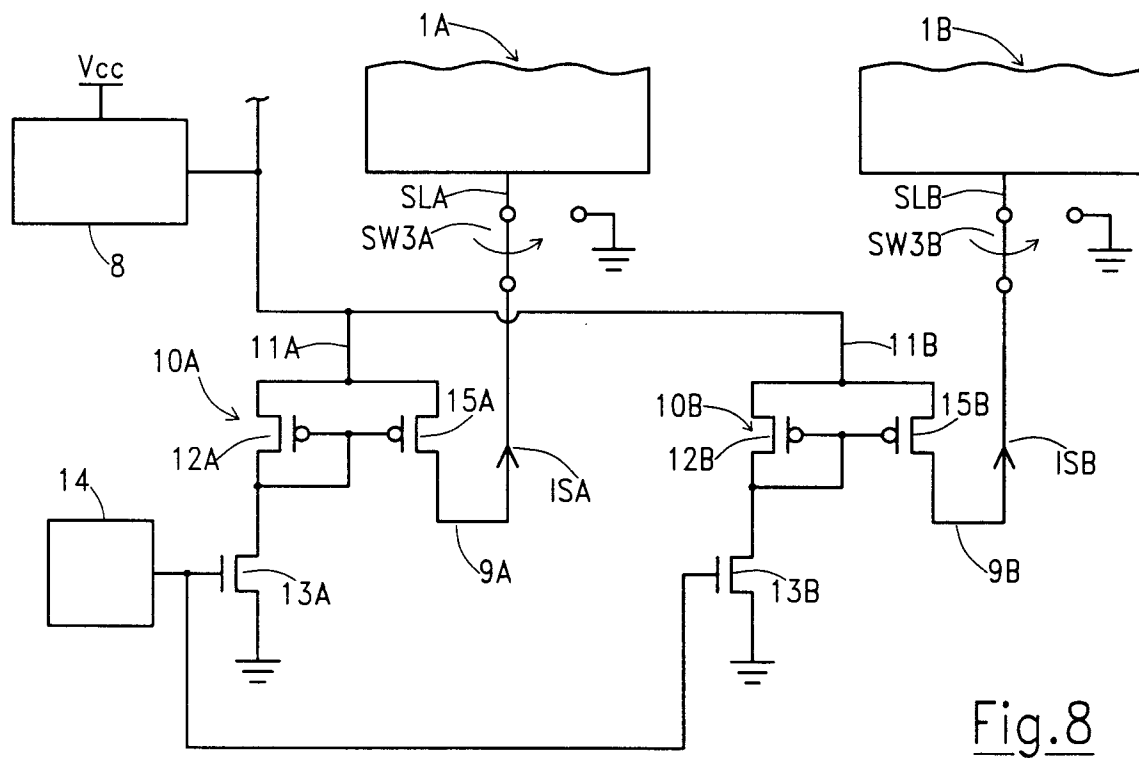 1A
1B
Vcc
SLA
SLB
SW3A
SW3B
8
11A
11B
10A
15A
10B
15B
12A
ISA
12B
ISB
14
9A
9B
13A
13B
Fig.8